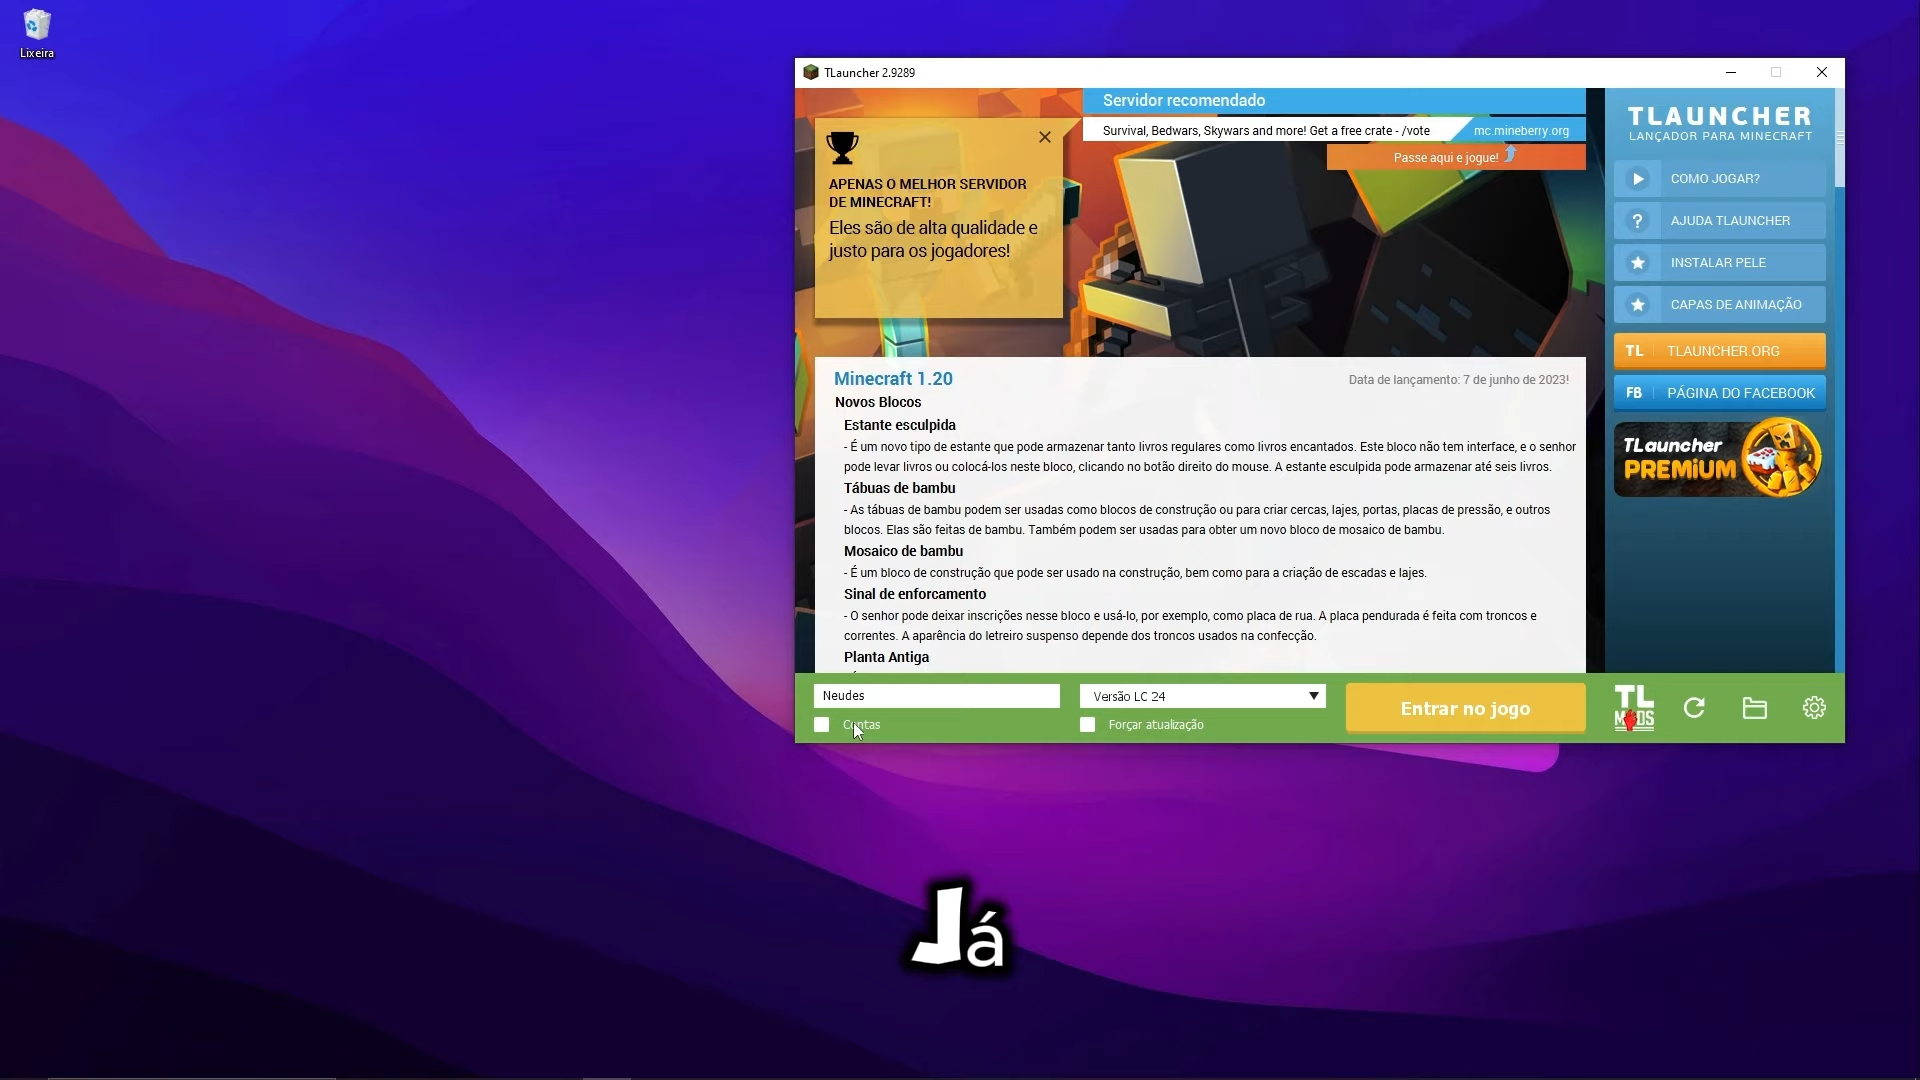 Lixeira
TLauncher 2.9289
Servidor recomendado
Survival, Bedwars, Skywars and more! Get a free crate - /vote
mc.mineberry.org
Passe aqui e jogue!
APENAS O MELHOR SERVIDOR
DE MINECRAFT!
Eles são de alta qualidade e
justo para os jogadores!
Minecraft 1.20
Data de lançamento: 7 de junho de 2023!
Novos Blocos
Estante esculpida
- É um novo tipo de estante que pode armazenar tanto livros regulares como livros encantados. Este bloco não tem interface, e o senhor
pode levar livros ou colocá-los neste bloco, clicando no botão direito do mouse. A estante esculpida pode armazenar até seis livros.
Tábuas de bambu
- As tábuas de bambu podem ser usadas como blocos de construção ou para criar cercas, lajes, portas, placas de pressão, e outros
blocos. Elas são feitas de bambu. Também podem ser usadas para obter um novo bloco de mosaico de bambu.
Mosaico de bambu
- É um bloco de construção que pode ser usado na construção, bem como para a criação de escadas e lajes.
Sinal de enforcamento
- O senhor pode deixar inscrições nesse bloco e usá-lo, por exemplo, como placa de rua. A placa pendurada é feita com troncos e
correntes. A aparência do letreiro suspenso depende dos troncos usados na confecção.
Planta Antiga
TLAUNCHER
LANÇADOR PARA MINECRAFT
COMO JOGAR?
? AJUDA TLAUNCHER
INSTALAR PELE
CAPAS DE ANIMAÇÃO
TL TLAUNCHER.ORG
FB PÁGINA DO FACEBOOK
TLauncher
PREMIUM
Neudes
Contas
Versão LC 24
Forçar atualização
Entrar no jogo
TL
MODS
Já